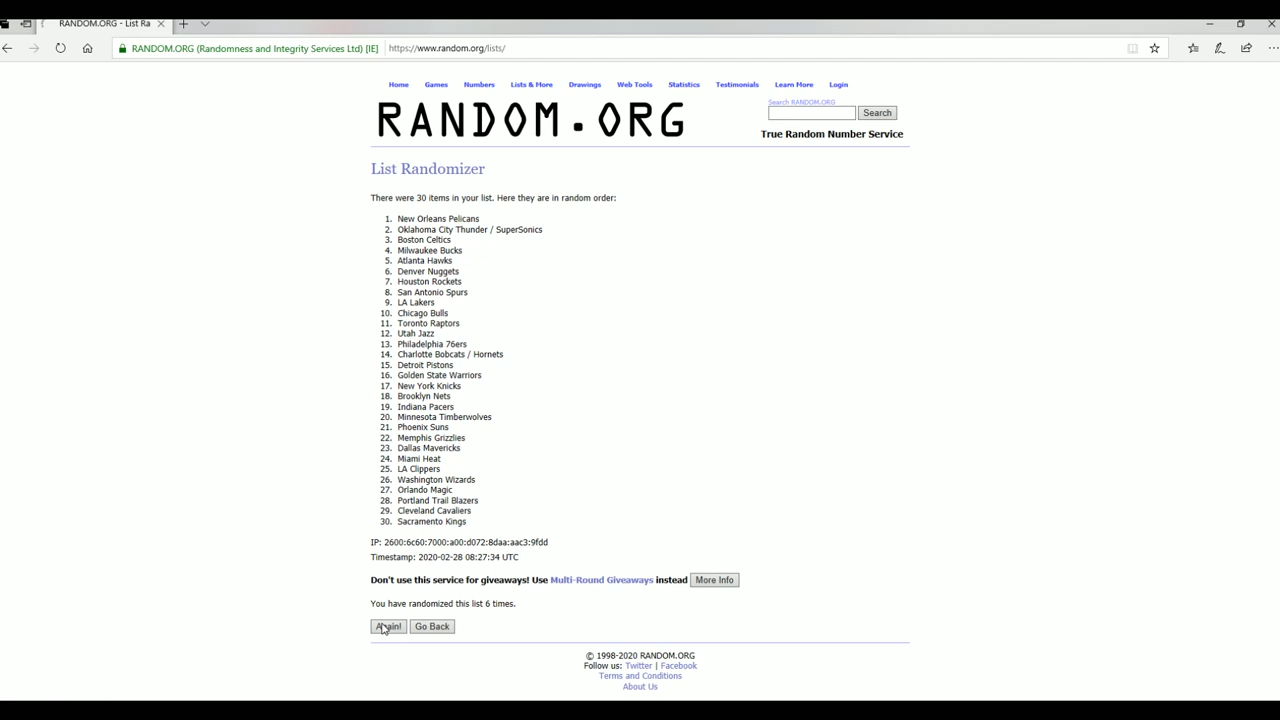 RANDOM.ORG - List Ra
RANDOM.ORG (Randomness and Integrity Services Ltd) [IE]
https://www.random.org/lists/
Home Games Numbers Lists & More Drawings Web Tools Statistics Testimonials Learn More Login
RANDOM.ORG
Search RANDOM.ORG
Search
True Random Number Service
List Randomizer
There were 30 items in your list. Here they are in random order:
1. New Orleans Pelicans
2. Oklahoma City Thunder / SuperSonics
3. Boston Celtics
4. Milwaukee Bucks
5. Atlanta Hawks
6. Denver Nuggets
7. Houston Rockets
8. San Antonio Spurs
9. LA Lakers
10. Chicago Bulls
11. Toronto Raptors
12. Utah Jazz
13. Philadelphia 76ers
14. Charlotte Bobcats / Hornets
15. Detroit Pistons
16. Golden State Warriors
17. New York Knicks
18. Brooklyn Nets
19. Indiana Pacers
20. Minnesota Timberwolves
21. Phoenix Suns
22. Memphis Grizzlies
23. Dallas Mavericks
24. Miami Heat
25. LA Clippers
26. Washington Wizards
27. Orlando Magic
28. Portland Trail Blazers
29. Cleveland Cavaliers
30. Sacramento Kings
IP: 2600:6c60:7000:a00:d072:8daa:aac3:9fdd
Timestamp: 2020-02-28 08:27:34 UTC
Don't use this service for giveaways! Use Multi-Round Giveaways instead More Info
You have randomized this list 6 times.
Again! Go Back
© 1998-2020 RANDOM.ORG
Follow us: Twitter | Facebook
Terms and Conditions
About Us